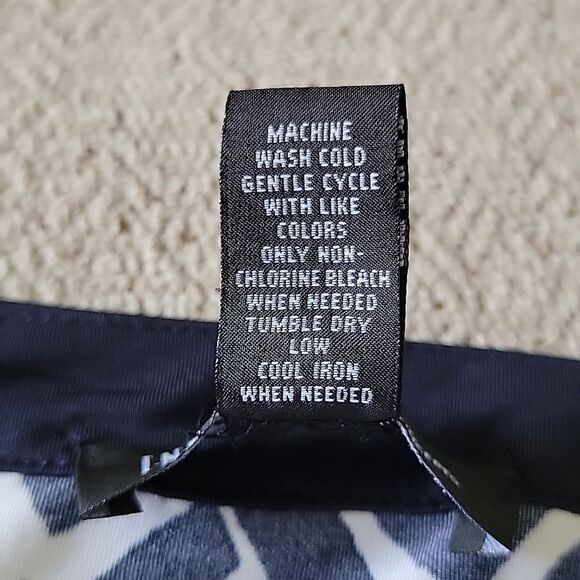 MACHINE
WASH COLD
GENTLE CYCLE
WITH LIKE
COLORS
ONLY NON-
CHLORINE BLEACH
WHEN NEEDED
TUMBLE DRY
LOW
COOL IRON
WHEN NEEDED